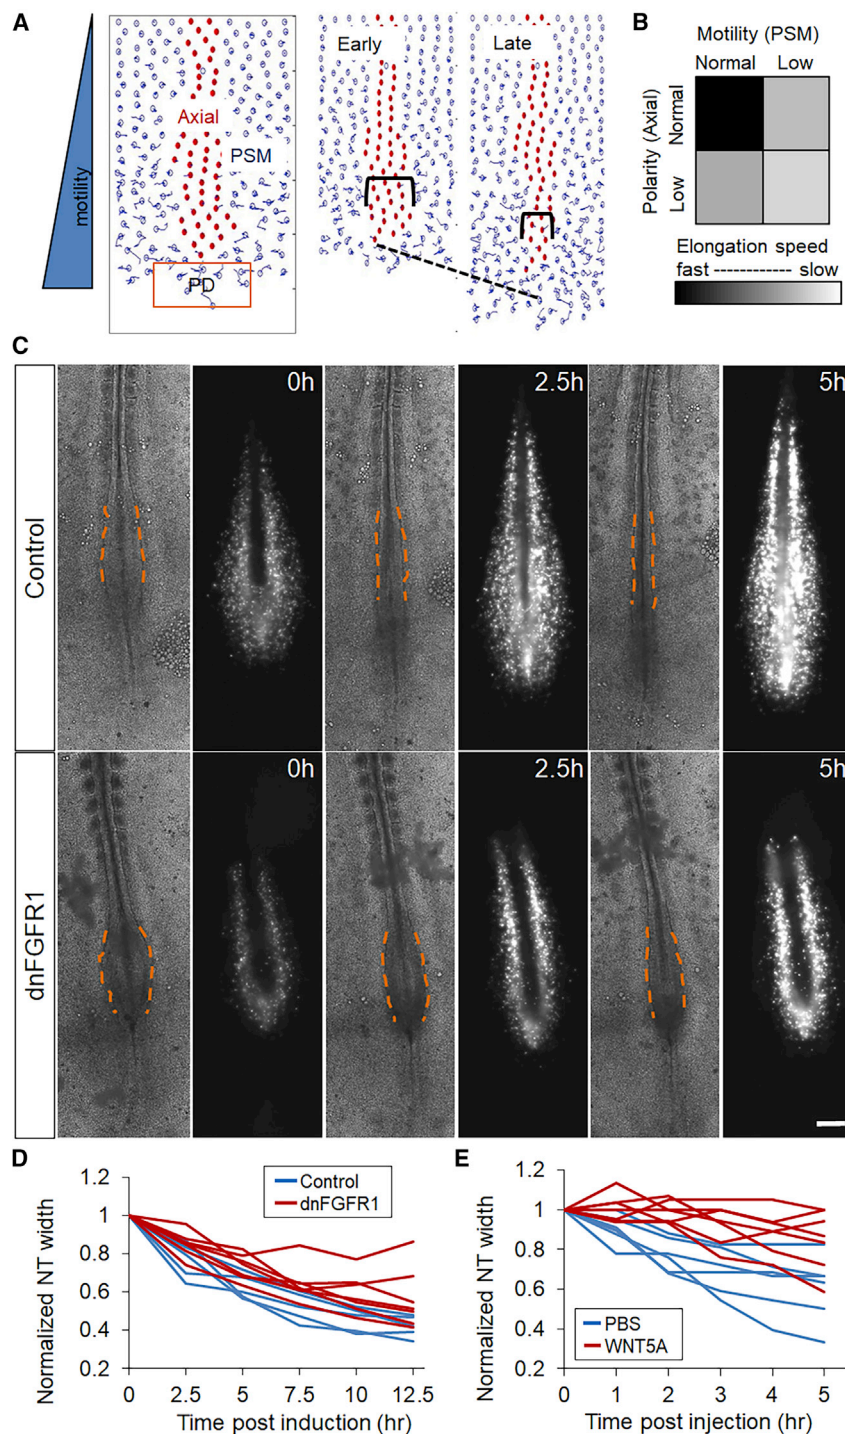 A
motility
Axial
PSM
PD
Early
Late
B
Motility (PSM)
Normal Low
Polarity (Axial)
Normal
Low
Elongation speed
fast ------------ slow
C
Control
0h
2.5h
5h
dnFGFR1
0h
2.5h
5h
D
Normalized NT width
1.2
1
0.8
0.6
0.4
0.2
Control
dnFGFR1
0 2.5 5 7.5 10 12.5
Time post induction (hr)
E
Normalized NT width
1.2
1
0.8
0.6
0.4
0.2
PBS
WNT5A
0 1 2 3 4 5
Time post injection (hr)